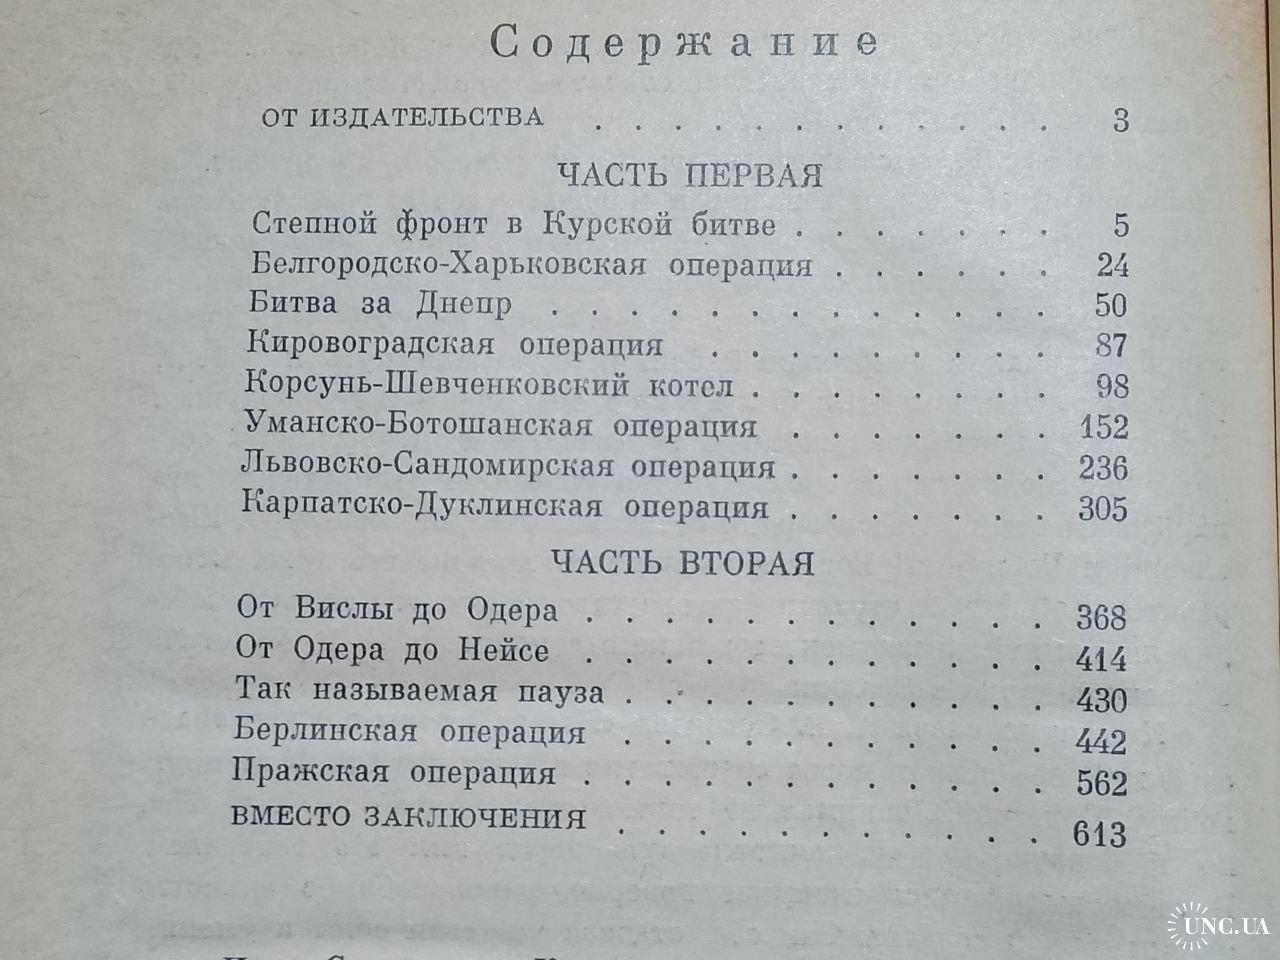 Содержание
ОТ ИЗДАТЕЛЬСТВА . . . . . . . . . . . . 3
ЧАСТЬ ПЕРВАЯ
Степной фронт в Курской битве . . . . . . . 5
Белгородско-Харьковская операция . . . . . . 24
Битва за Днепр . . . . . . . . . . . . . 50
Кировоградская операция . . . . . . . . . 87
Корсунь-Шевченковский котел . . . . . . . . 98
Уманско-Ботошанская операция . . . . . . . 152
Львовско-Сандомирская операция . . . . . . . 236
Карпатско-Дуклинская операция . . . . . . . 305
ЧАСТЬ ВТОРАЯ
От Вислы до Одера . . . . . . . . . . . . 368
От Одера до Нейсе . . . . . . . . . . . . 414
Так называемая пауза . . . . . . . . . . . 430
Берлинская операция . . . . . . . . . . . 442
Пражская операция . . . . . . . . . . . . 562
ВМЕСТО ЗАКЛЮЧЕНИЯ . . . . . . . . . . . 613
UNC.UA